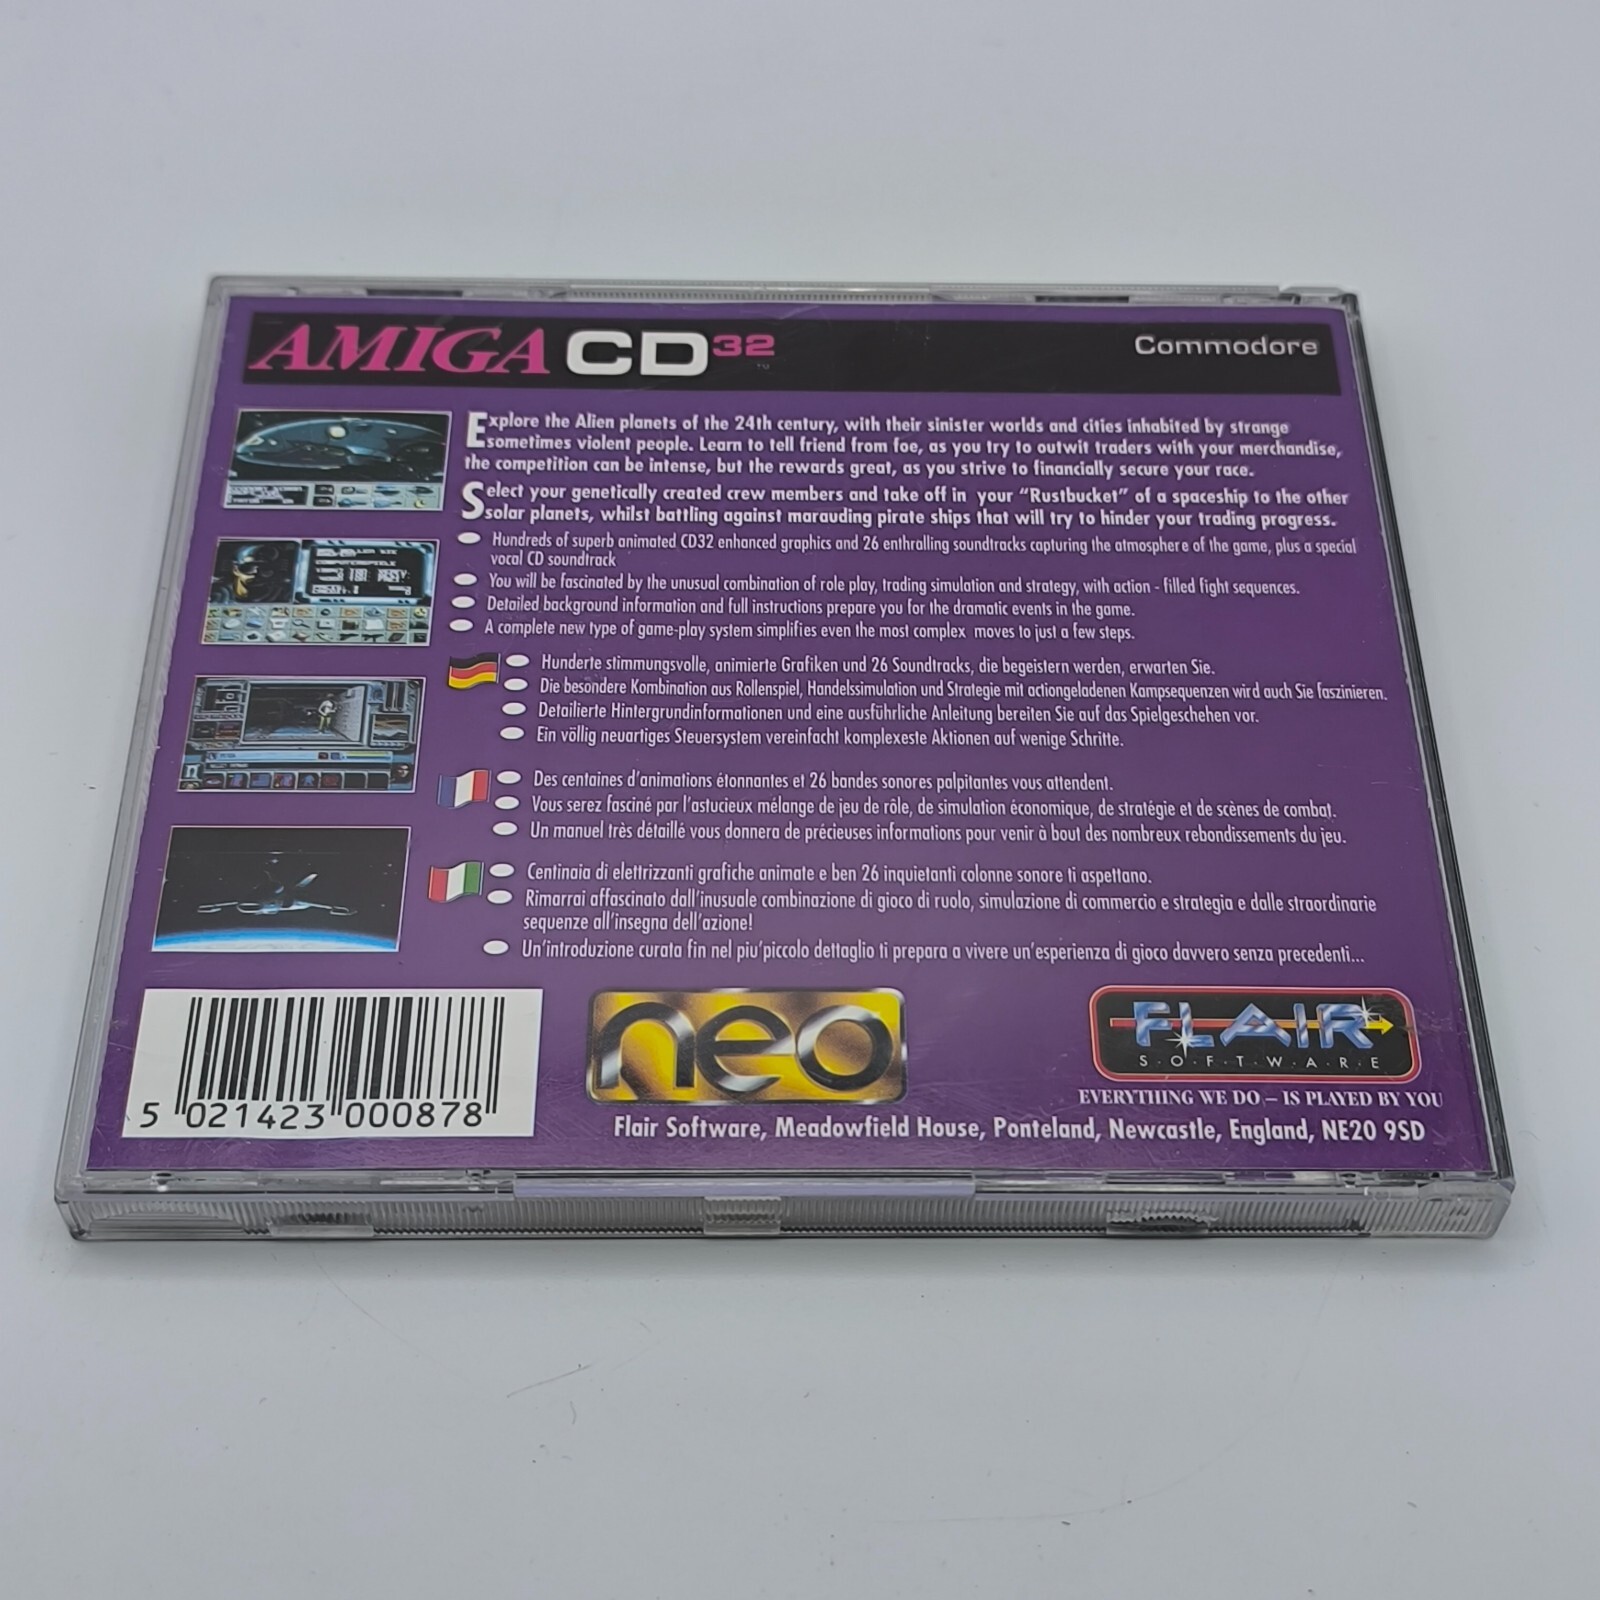 AMIGA CD32
TM
Commodore
Explore the Alien planets of the 24th century, with their sinister worlds and cities inhabited by strange
sometimes violent people. Learn to tell friend from foe, as you try to outwit traders with your merchandise,
the competition can be intense, but the rewards great, as you strive to financially secure your race.
Select your genetically created crew members and take off in your “Rustbucket” of a spaceship to the other
solar planets, whilst battling against marauding pirate ships that will try to hinder your trading progress.
Hundreds of superb animated CD32 enhanced graphics and 26 enthralling soundtracks capturing the atmosphere of the game, plus a special
vocal CD soundtrack
You will be fascinated by the unusual combination of role play, trading simulation and strategy, with action - filled fight sequences.
Detailed background information and full instructions prepare you for the dramatic events in the game.
A complete new type of game-play system simplifies even the most complex moves to just a few steps.
Hunderte stimmungsvolle, animierte Grafiken und 26 Soundtracks, die begeistern werden, erwarten Sie.
Die besondere Kombination aus Rollenspiel, Handelssimulation und Strategie mit actiongeladenen Kampsequenzen wird auch Sie faszinieren.
Detailierte Hintergrundinformationen und eine ausführliche Anleitung bereiten Sie auf das Spielgeschehen vor.
Ein völlig neuartiges Steuersystem vereinfacht komplexeste Aktionen auf wenige Schritte.
Des centaines d'animations étonnantes et 26 bandes sonores palpitantes vous attendent.
Vous serez fasciné par l'astucieux mélange de jeu de rôle, de simulation économique, de stratégie et de scènes de combat.
Un manuel très détaillé vous donnera de précieuses informations pour venir à bout des nombreux rebondissements du jeu.
Centinaia di elettrizzanti grafiche animate e ben 26 inquietanti colonne sonore ti aspettano.
Rimarrai affascinato dall'inusuale combinazione di gioco di ruolo, simulazione di commercio e strategia e dalle straordinarie
sequenze all'insegna dell'azione!
Un'introduzione curata fin nel piu'piccolo dettaglio ti prepara a vivere un'esperienza di gioco davvero senza precedenti...
5 021423 000878
neo
FLAIR
S·O·F·T·W·A·R·E
EVERYTHING WE DO – IS PLAYED BY YOU
Flair Software, Meadowfield House, Ponteland, Newcastle, England, NE20 9SD